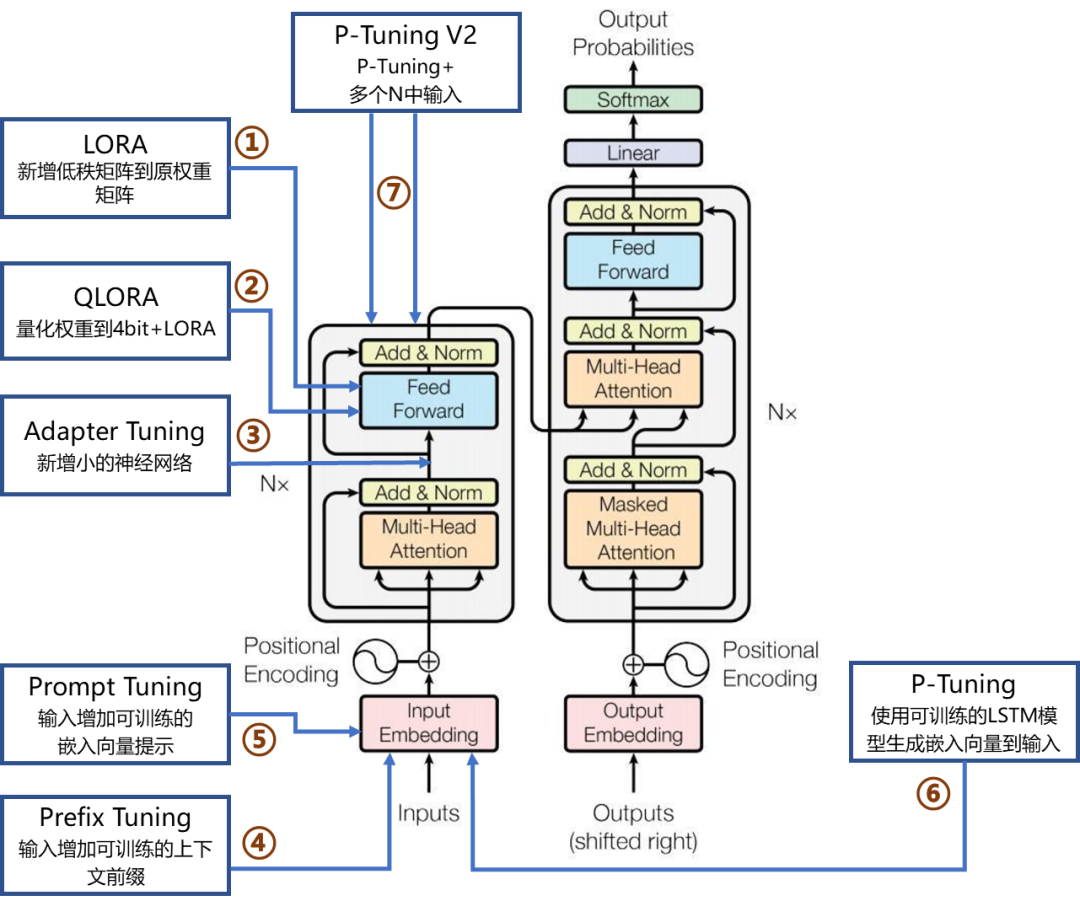 P-Tuning V2
P-Tuning+
多个N中输入
⑦
LORA
新增低秩矩阵到原权重
矩阵
①
QLORA
量化权重到4bit+LORA
②
Adapter Tuning
新增小的神经网络
③
Prompt Tuning
输入增加可训练的
嵌入向量提示
⑤
Prefix Tuning
输入增加可训练的上下
文前缀
④
Add & Norm
Feed
Forward
N×
Add & Norm
Multi-Head
Attention
Positional
Encoding
Input
Embedding
Inputs
Output
Probabilities
Softmax
Linear
Add & Norm
Feed
Forward
Add & Norm
Multi-Head
Attention
N×
Add & Norm
Masked
Multi-Head
Attention
Positional
Encoding
Output
Embedding
Outputs
(shifted right)
P-Tuning
使用可训练的LSTM模
型生成嵌入向量到输入
⑥